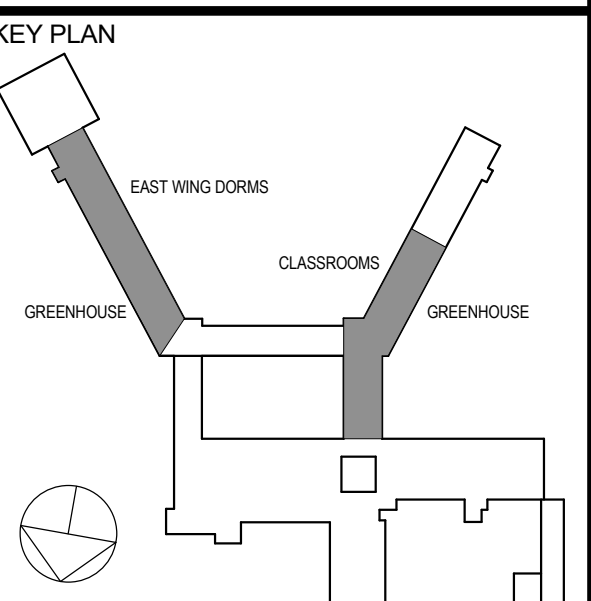 KEY PLAN
EAST WING DORMS
CLASSROOMS
GREENHOUSE
GREENHOUSE